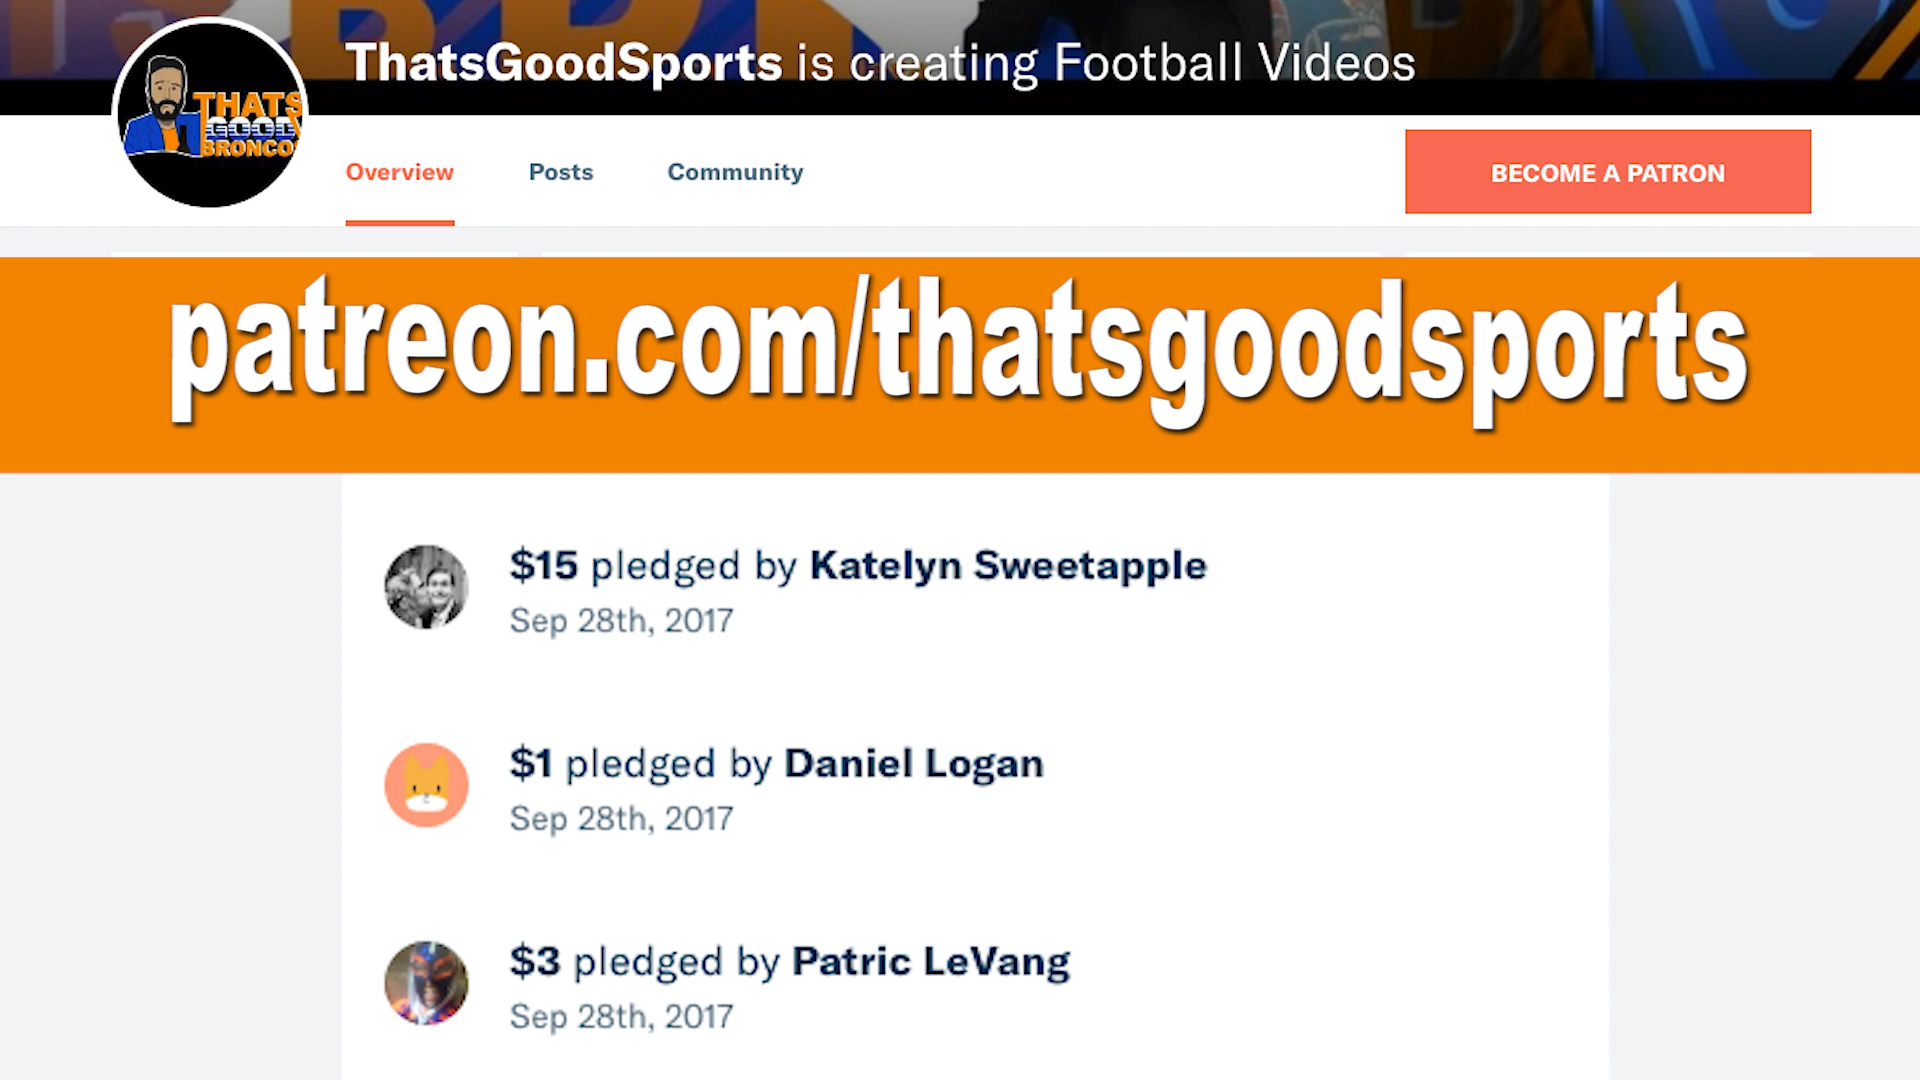 ThatsGoodSports is creating Football Videos
THATS
GOOD
BRONCO
Overview Posts Community
BECOME A PATRON
patreon.com/thatsgoodsports
$15 pledged by Katelyn Sweetapple
Sep 28th, 2017
$1 pledged by Daniel Logan
Sep 28th, 2017
$3 pledged by Patric LeVang
Sep 28th, 2017